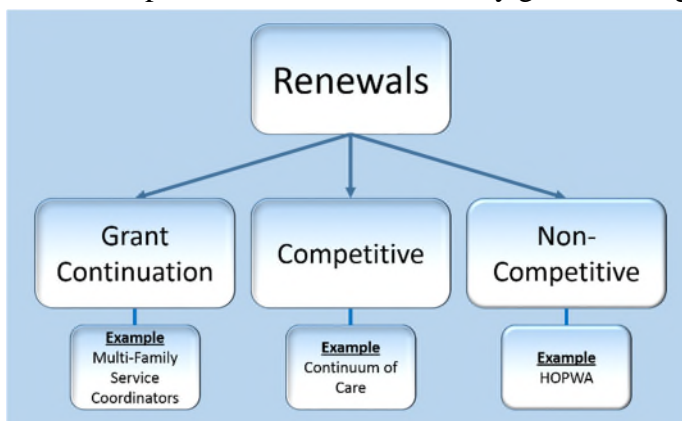 Renewals
Grant
Continuation
Competitive
Non-
Competitive
Example
Multi-Family
Service
Coordinators
Example
Continuum of
Care
Example
HOPWA